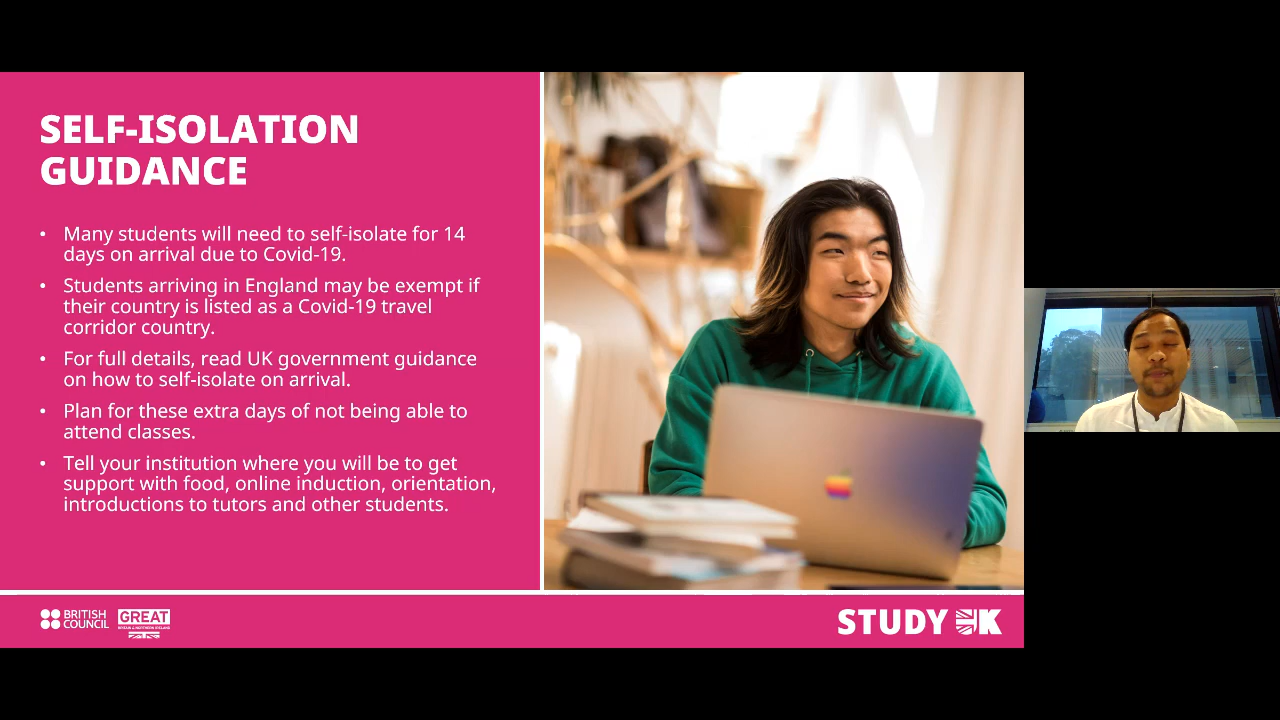 SELF-ISOLATION
GUIDANCE
• Many students will need to self-isolate for 14
days on arrival due to Covid-19.
• Students arriving in England may be exempt if
their country is listed as a Covid-19 travel
corridor country.
• For full details, read UK government guidance
on how to self-isolate on arrival.
• Plan for these extra days of not being able to
attend classes.
• Tell your institution where you will be to get
support with food, online induction, orientation,
introductions to tutors and other students.
BRITISH
COUNCIL
GREAT
BRITAIN & NORTHERN IRELAND
STUDY UK